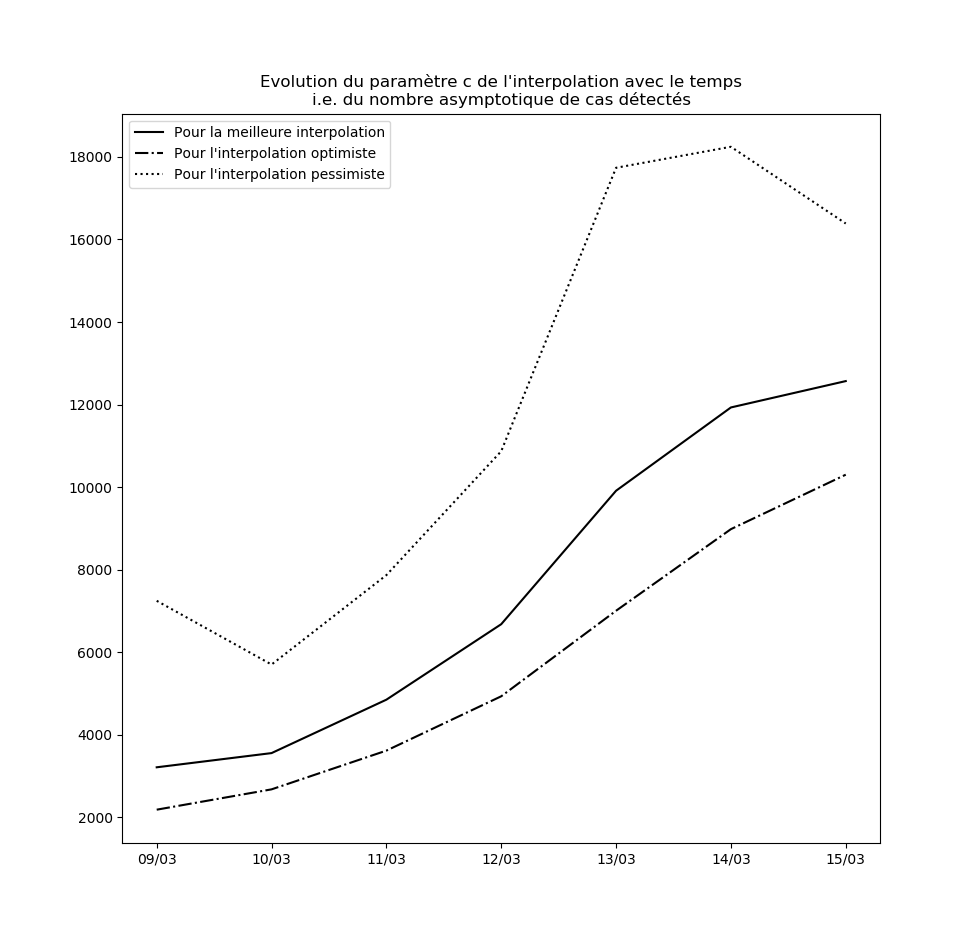 Evolution du paramètre c de l'interpolation avec le temps
i.e. du nombre asymptotique de cas détectés
Pour la meilleure interpolation
Pour l'interpolation optimiste
Pour l'interpolation pessimiste
18000
16000
14000
12000
10000
8000
6000
4000
2000
09/03 10/03 11/03 12/03 13/03 14/03 15/03